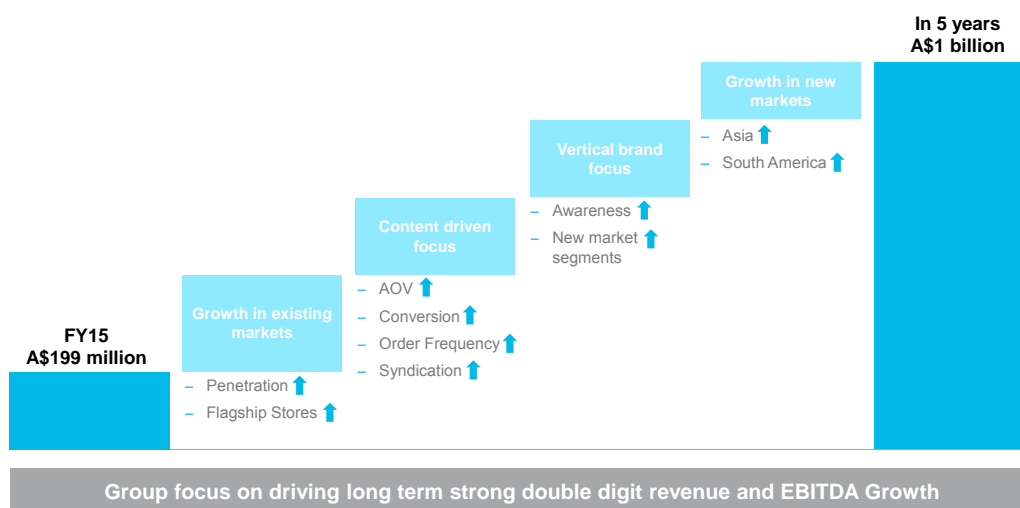 In 5 years
A$1 billion
Growth in new
markets
– Asia
– South America
Vertical brand
focus
– Awareness
– New market
segments
Content driven
focus
– AOV
– Conversion
– Order Frequency
– Syndication
Growth in existing
markets
– Penetration
– Flagship Stores
FY15
A$199 million
Group focus on driving long term strong double digit revenue and EBITDA Growth